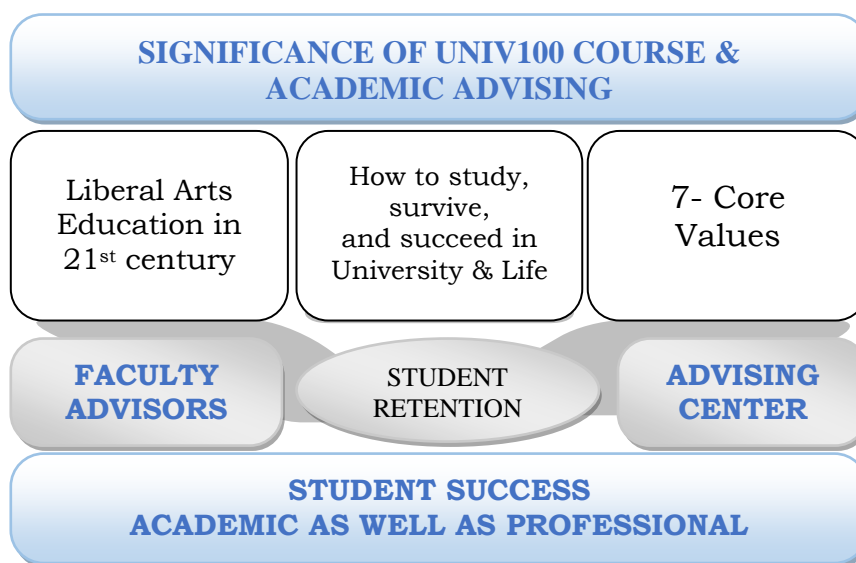 SIGNIFICANCE OF UNIV100 COURSE &
ACADEMIC ADVISING
Liberal Arts
Education in
21st century
How to study,
survive,
and succeed in
University & Life
7- Core
Values
FACULTY
ADVISORS
STUDENT
RETENTION
ADVISING
CENTER
STUDENT SUCCESS
ACADEMIC AS WELL AS PROFESSIONAL